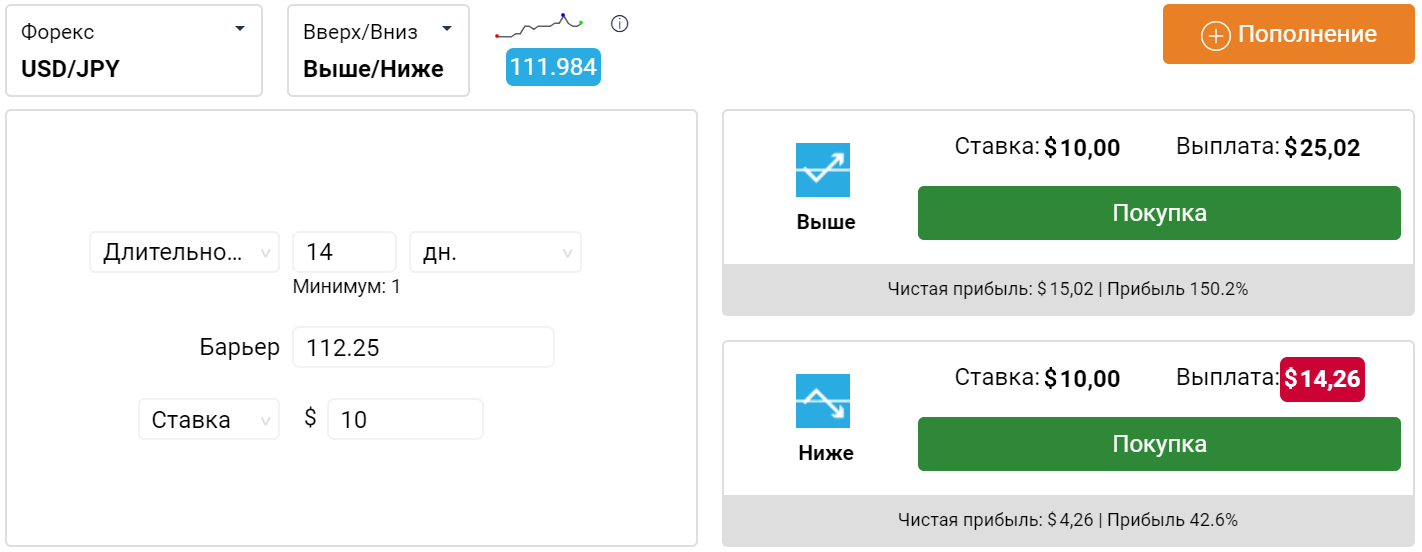 Форекс
USD/JPY
Вверх/Вниз
Выше/Ниже
111.984
Пополнение
Длительно...
14
дн.
Минимум: 1
Барьер
112.25
Ставка
$
10
Ставка: $10,00
Выплата: $25,02
Выше
Покупка
Чистая прибыль: $15,02 | Прибыль 150.2%
Ставка: $10,00
Выплата: $14,26
Ниже
Покупка
Чистая прибыль: $4,26 | Прибыль 42.6%